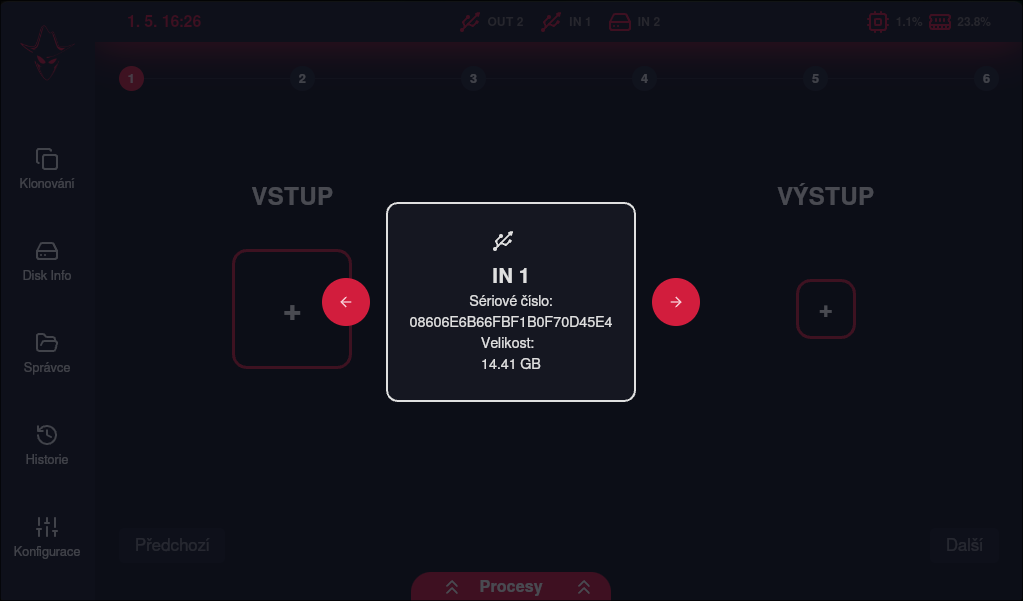 1. 5. 16:26
OUT 2
IN 1
IN 2
1.1%
23.8%
1
2
3
4
5
6
Klonování
Disk Info
Správce
Historie
Konfigurace
VSTUP
+
IN 1
Sériové číslo:
08606E6B66FBF1B0F70D45E4
Velikost:
14.41 GB
VÝSTUP
+
Předchozí
Další
Procesy